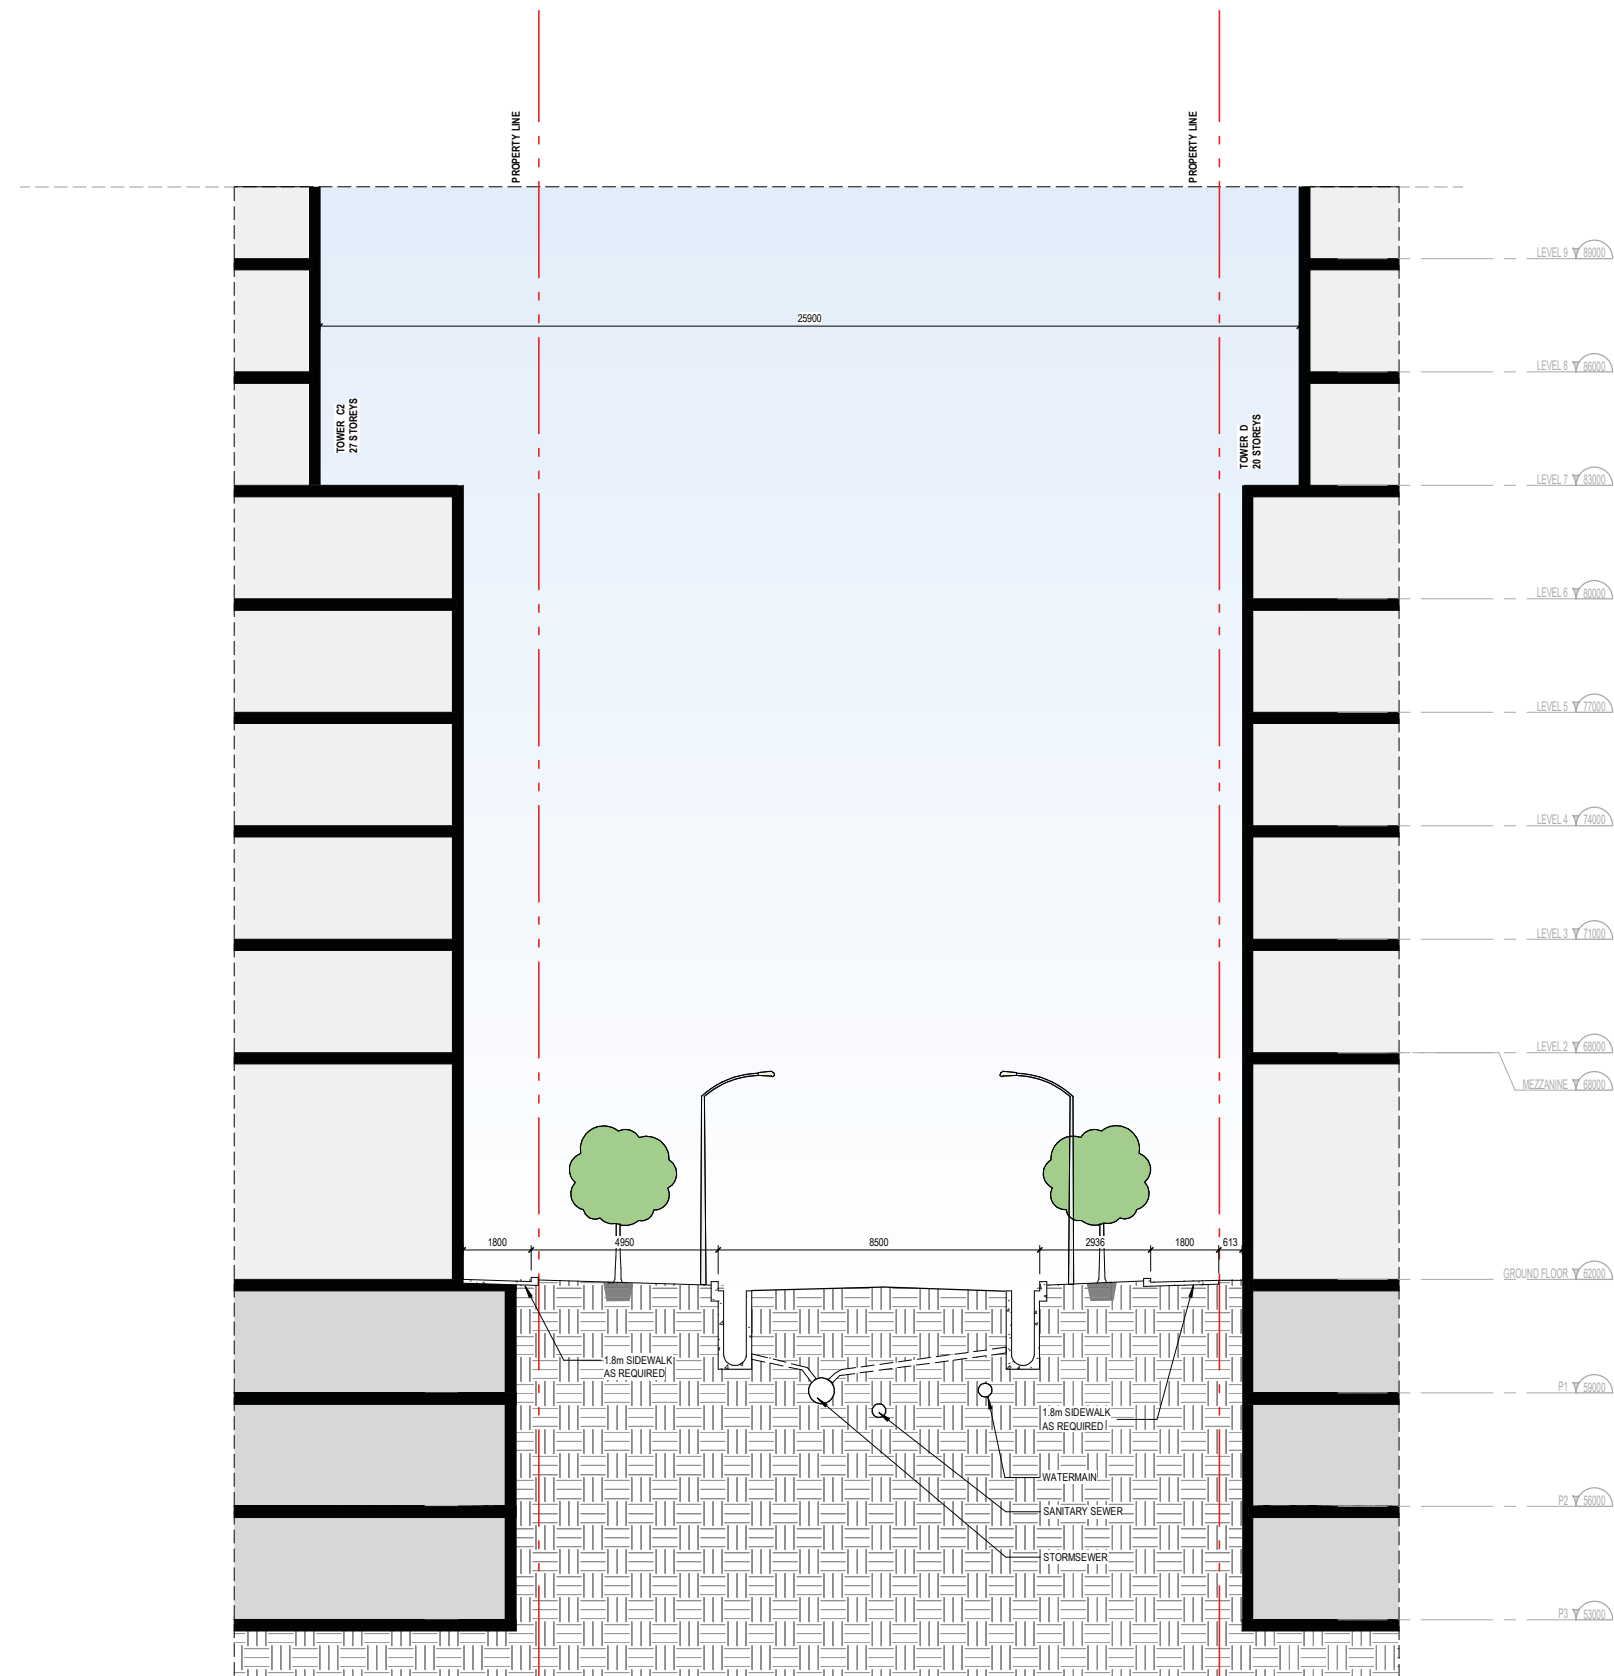 PROPERTY LINE
PROPERTY LINE
LEVEL 9 89000
25900
LEVEL 8 86000
TOWER C2
27 STOREYS
TOWER D
20 STOREYS
LEVEL 7 83000
LEVEL 6 80000
LEVEL 5 77000
LEVEL 4 74000
LEVEL 3 71000
LEVEL 2 68000
MEZZANINE 68000
1800 4950 8500 2936 1800 613
GROUND FLOOR 62000
1.8m SIDEWALK
AS REQUIRED
P1 59000
1.8m SIDEWALK
AS REQUIRED
WATERMAIN
P2 56000
SANITARY SEWER
STORMSEWER
P3 53000